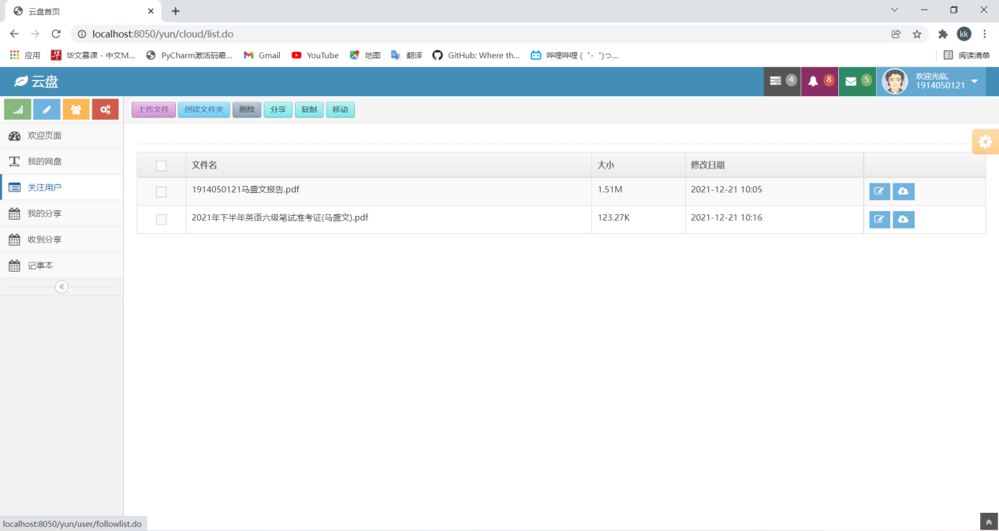 云盘首页
localhost:8050/yun/cloud/list.do
kk
应用
华文慕课 - 中文M...
PyCharm激活码最...
Gmail
YouTube
地图
翻译
GitHub: Where th...
哔哩哔哩 (゜-゜)つ...
阅读清单
云盘
4
8
5
欢迎光临,
1914050121
上传文件
创建文件夹
删除
分享
复制
移动
欢迎页面
我的网盘
关注用户
我的分享
收到分享
记事本
文件名
大小
修改日期
1914050121马盛文报告.pdf
1.51M
2021-12-21 10:05
2021年下半年英语六级笔试准考证(马盛文).pdf
123.27K
2021-12-21 10:16
localhost:8050/yun/user/followlist.do